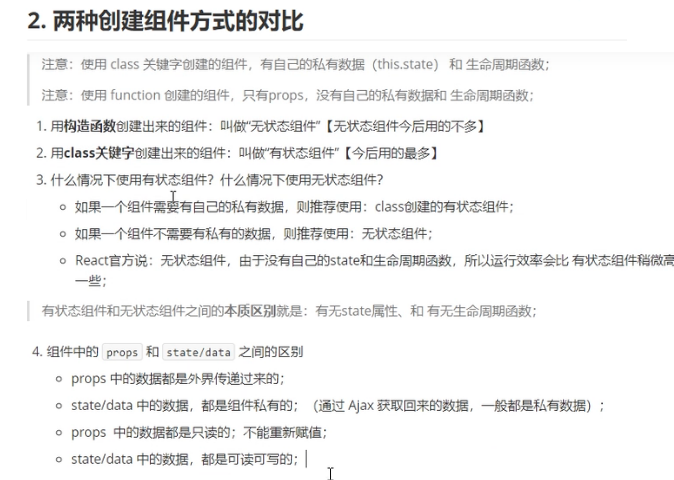 2. 两种创建组件方式的对比
注意：使用 class 关键字创建的组件，有自己的私有数据（this.state） 和 生命周期函数；
注意：使用 function 创建的组件，只有props，没有自己的私有数据和 生命周期函数；
1. 用构造函数创建出来的组件：叫做“无状态组件”【无状态组件今后用的不多】
2. 用class关键字创建出来的组件：叫做“有状态组件”【今后用的最多】
3. 什么情况下使用有状态组件？什么情况下使用无状态组件？
如果一个组件需要有自己的私有数据，则推荐使用：class创建的有状态组件；
如果一个组件不需要有私有的数据，则推荐使用：无状态组件；
React官方说：无状态组件，由于没有自己的state和生命周期函数，所以运行效率会比 有状态组件稍微高
一些；
有状态组件和无状态组件之间的本质区别就是：有无state属性、和 有无生命周期函数；
4. 组件中的 props 和 state/data 之间的区别
props 中的数据都是外界传递过来的；
state/data 中的数据，都是组件私有的；（通过 Ajax 获取回来的数据，一般都是私有数据）；
props 中的数据都是只读的；不能重新赋值；
state/data 中的数据，都是可读可写的；